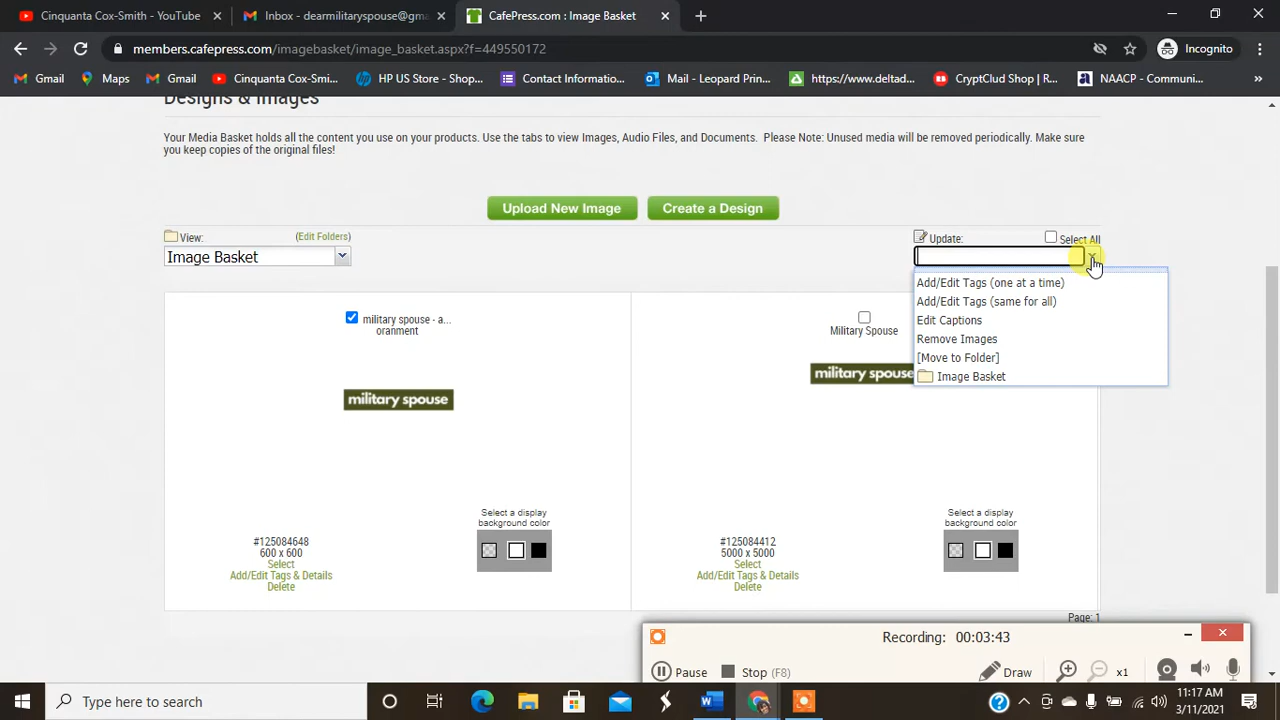 Cinquanta Cox-Smith - YouTube
Inbox - dearmilitaryspouse@gma
CafePress.com : Image Basket
members.cafepress.com/imagebasket/image_basket.aspx?f=449550172
Incognito
Gmail
Maps
Gmail
Cinquanta Cox-Smi...
HP US Store - Shop...
Contact Informatio...
Mail - Leonard Prin...
https://www.deltad...
CryptClud Shop | R...
NAACP - Communi...
Designs & Images
Your Media Basket holds all the content you use on your products. Use the tabs to view Images, Audio Files, and Documents. Please Note: Unused media will be removed periodically. Make sure
you keep copies of the original files!
Upload New Image
Create a Design
View:
(Edit Folders)
Update:
Select All
Image Basket
Add/Edit Tags (one at a time)
Add/Edit Tags (same for all)
Edit Captions
Remove Images
[Move to Folder]
Image Basket
military spouse - a...
oranment
Military Spouse
military spouse
military spouse
Select a display
background color
#125084648
600 x 600
Select
Add/Edit Tags & Details
Delete
Select a display
background color
#125084412
5000 x 5000
Select
Add/Edit Tags & Details
Delete
Page: 1
Recording: 00:03:43
Pause
Stop (F8)
Draw
x1
Type here to search
11:17 AM
3/11/2021